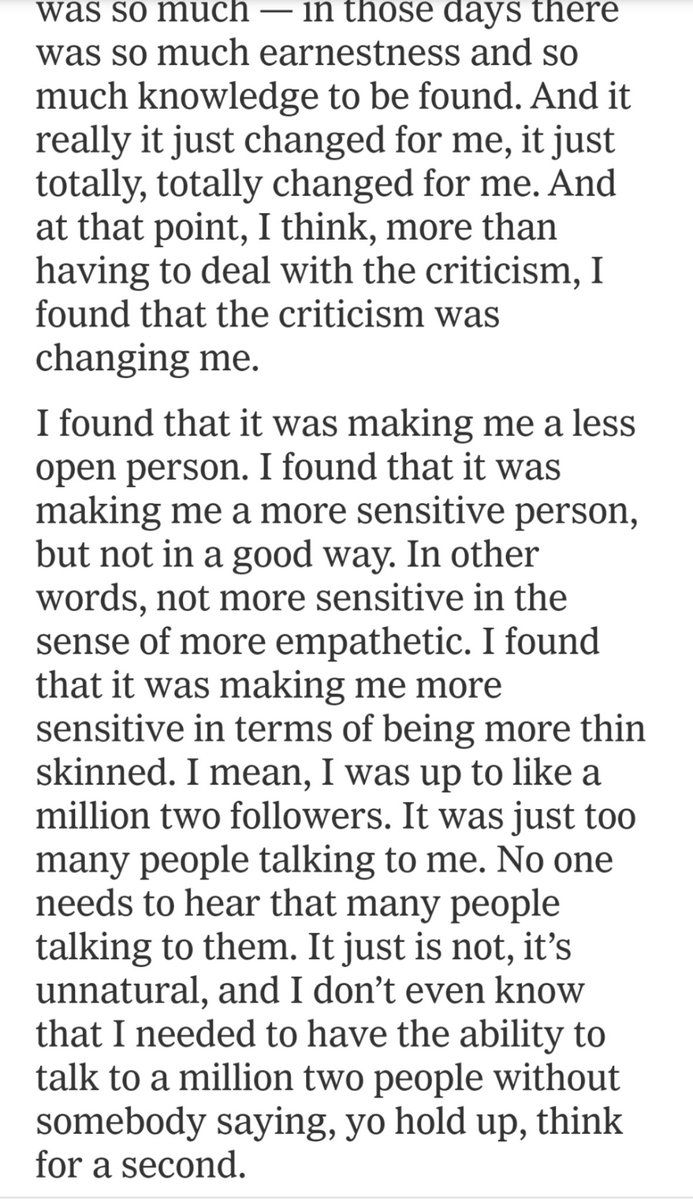 was so much — in those days there
was so much earnestness and so
much knowledge to be found. And it
really it just changed for me, it just
totally, totally changed for me. And
at that point, I think, more than
having to deal with the criticism, I
found that the criticism was
changing me.
I found that it was making me a less
open person. I found that it was
making me a more sensitive person,
but not in a good way. In other
words, not more sensitive in the
sense of more empathetic. I found
that it was making me more
sensitive in terms of being more thin
skinned. I mean, I was up to like a
million two followers. It was just too
many people talking to me. No one
needs to hear that many people
talking to them. It just is not, it’s
unnatural, and I don’t even know
that I needed to have the ability to
talk to a million two people without
somebody saying, yo hold up, think
for a second.